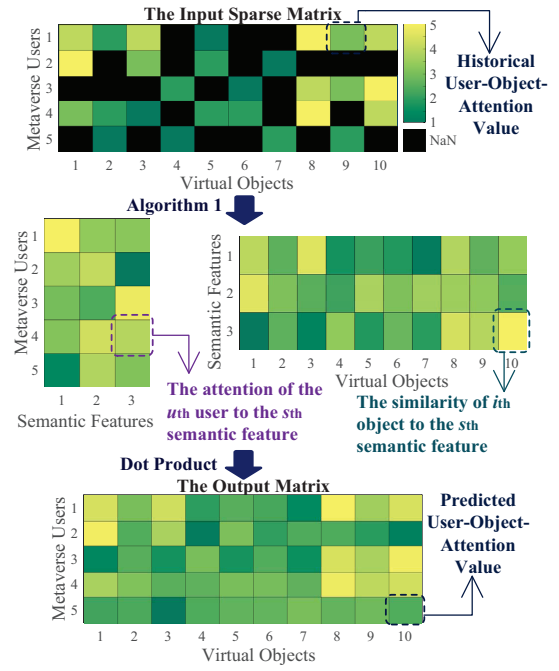 The Input Sparse Matrix
Metaverse Users
1
2
3
4
5
1 2 3 4 5 6 7 8 9 10
Virtual Objects
5
4
3
2
1
NaN
Historical
User-Object-
Attention
Value
Algorithm 1
Metaverse Users
1
2
3
4
5
1 2 3
Semantic Features
Semantic Features
1
2
3
1 2 3 4 5 6 7 8 9 10
Virtual Objects
The attention of the
uth user to the sth
semantic feature
The similarity of ith
object to the sth
semantic feature
Dot Product
The Output Matrix
Metaverse Users
1
2
3
4
5
1 2 3 4 5 6 7 8 9 10
Virtual Objects
Predicted
User-Object-
Attention
Value